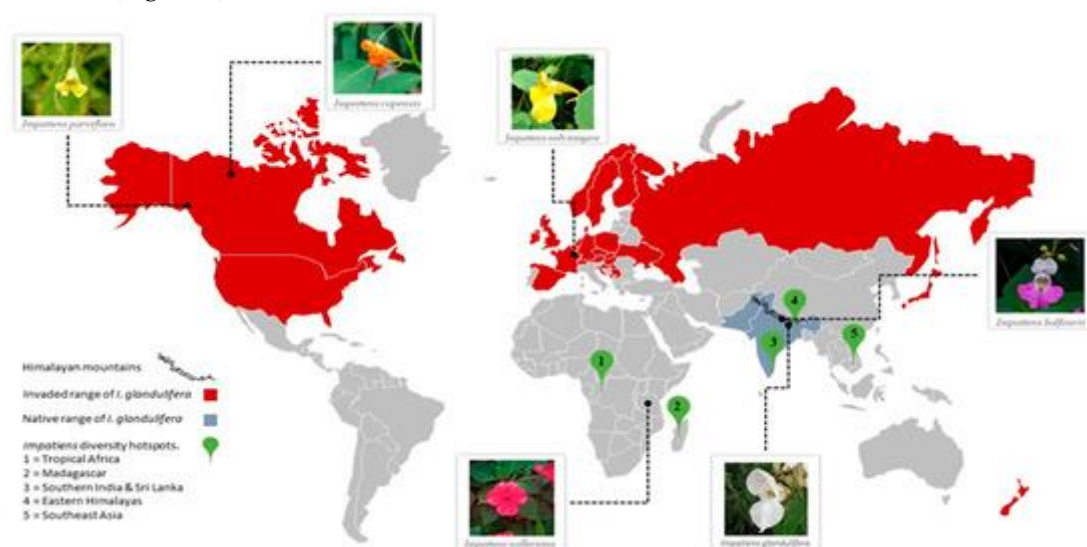 Impatiens parviflora
Impatiens capensis
Impatiens noli-tangere
Impatiens balfourii
Himalayan mountains
Invaded range of I. glandulifera
Native range of I. glandulifera
Impatiens diversity hotspots.
1 = Tropical Africa
2 = Madagascar
3 = Southern India & Sri Lanka
4 = Eastern Himalayas
5 = Southeast Asia
1
2
3
4
5
Impatiens walleriana
Impatiens glandulifera